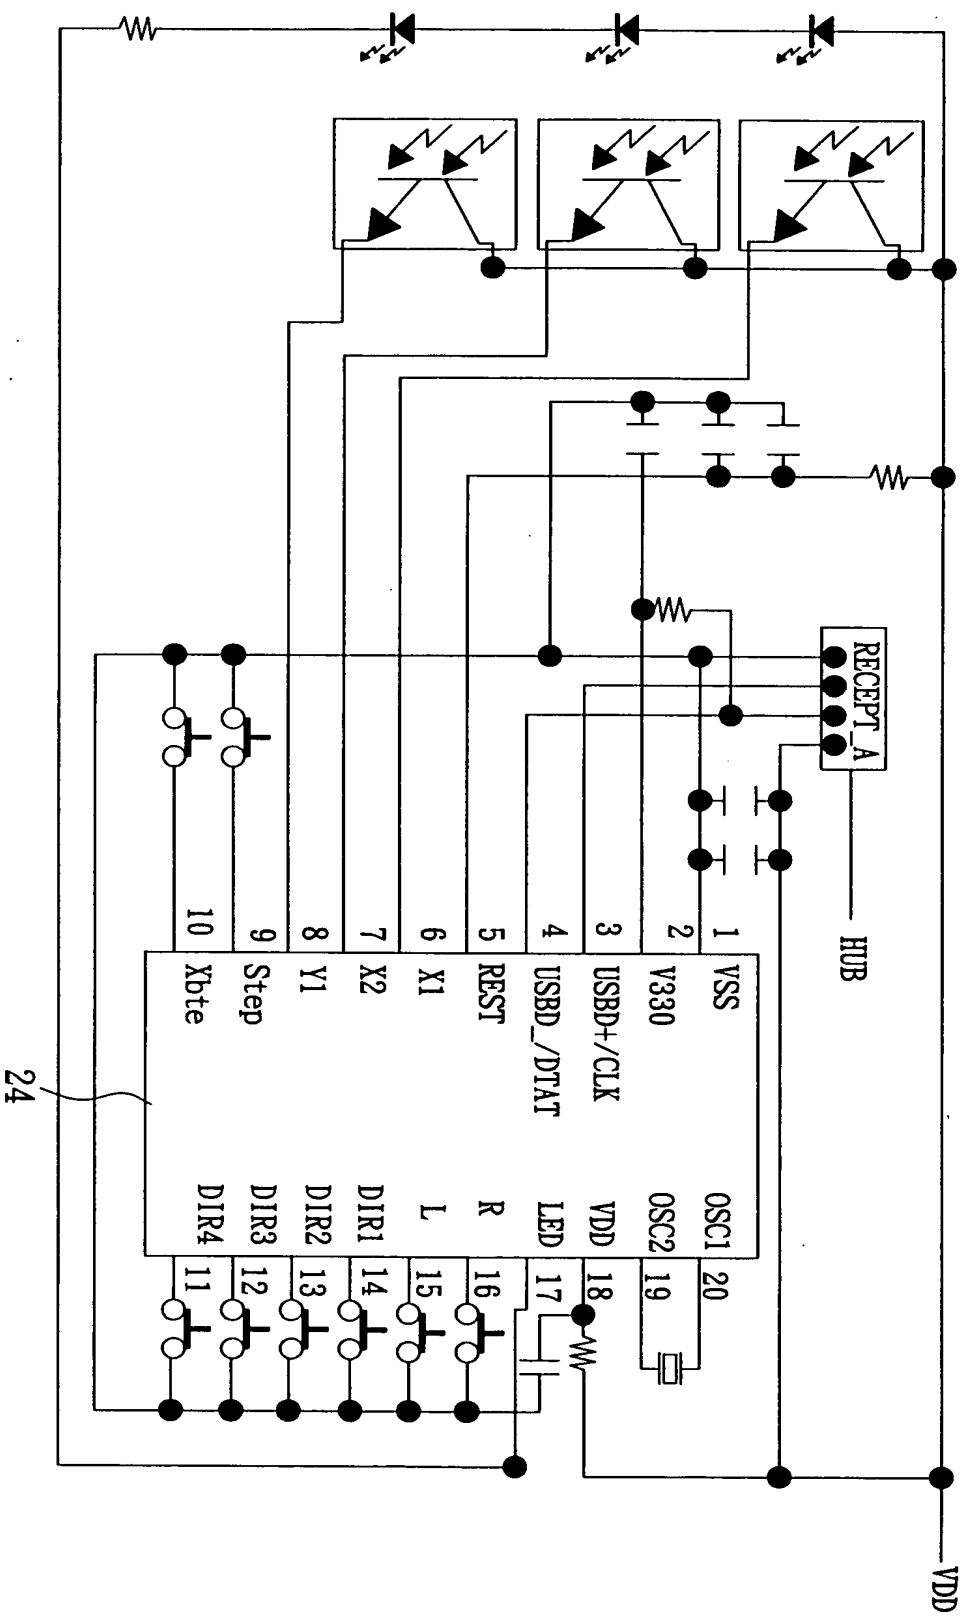 RECEPT_A
HUB
VDD
1 VSS
2 V330
3 USBD+/CLK
4 USBD_/DTAT
5 REST
6 X1
7 X2
8 Y1
9 Step
10 Xbte
OSC1 20
OSC2 19
VDD 18
LED 17
R 16
L 15
DIR1 14
DIR2 13
DIR3 12
DIR4 11
24